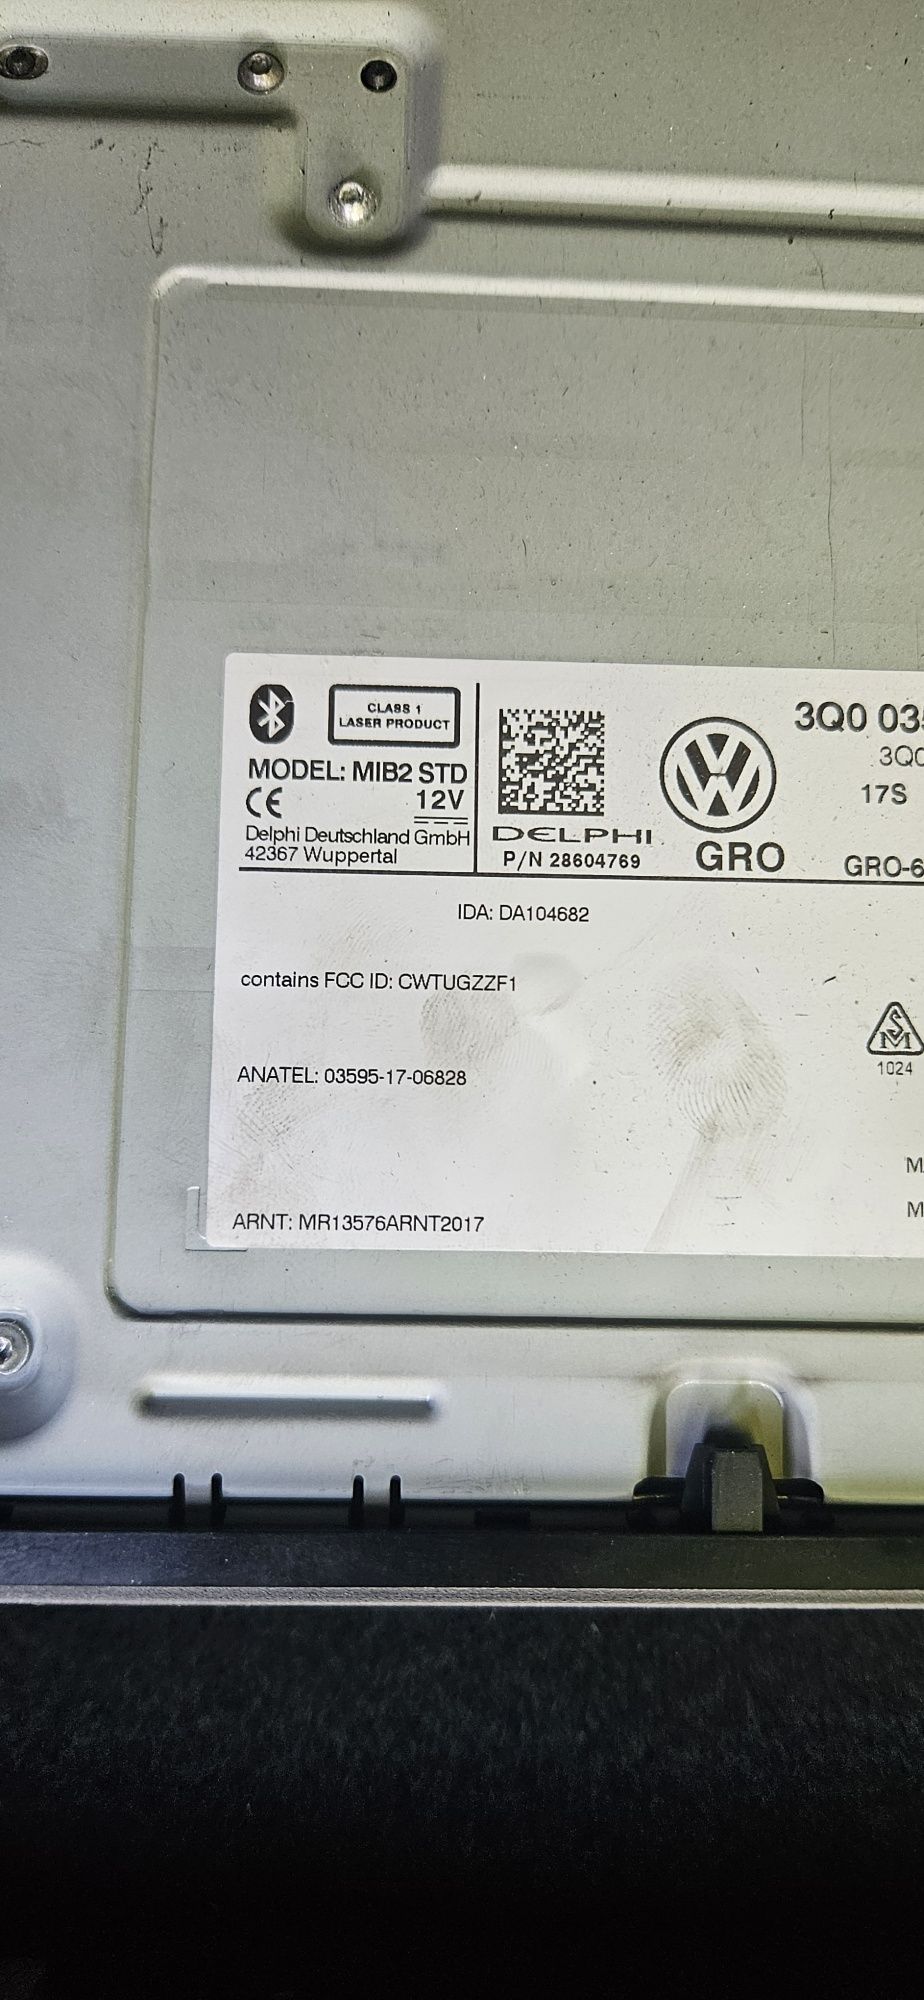 CLASS 1
LASER PRODUCT
MODEL: MIB2 STD
CE
12V
Delphi Deutschland GmbH
42367 Wuppertal
DELPHI
P/N 28604769
GRO
3Q0 03
3Q0
17S
GRO-6
IDA: DA104682
contains FCC ID: CWTUGZZF1
ANATEL: 03595-17-06828
1024
M
M
ARNT: MR13576ARNT2017